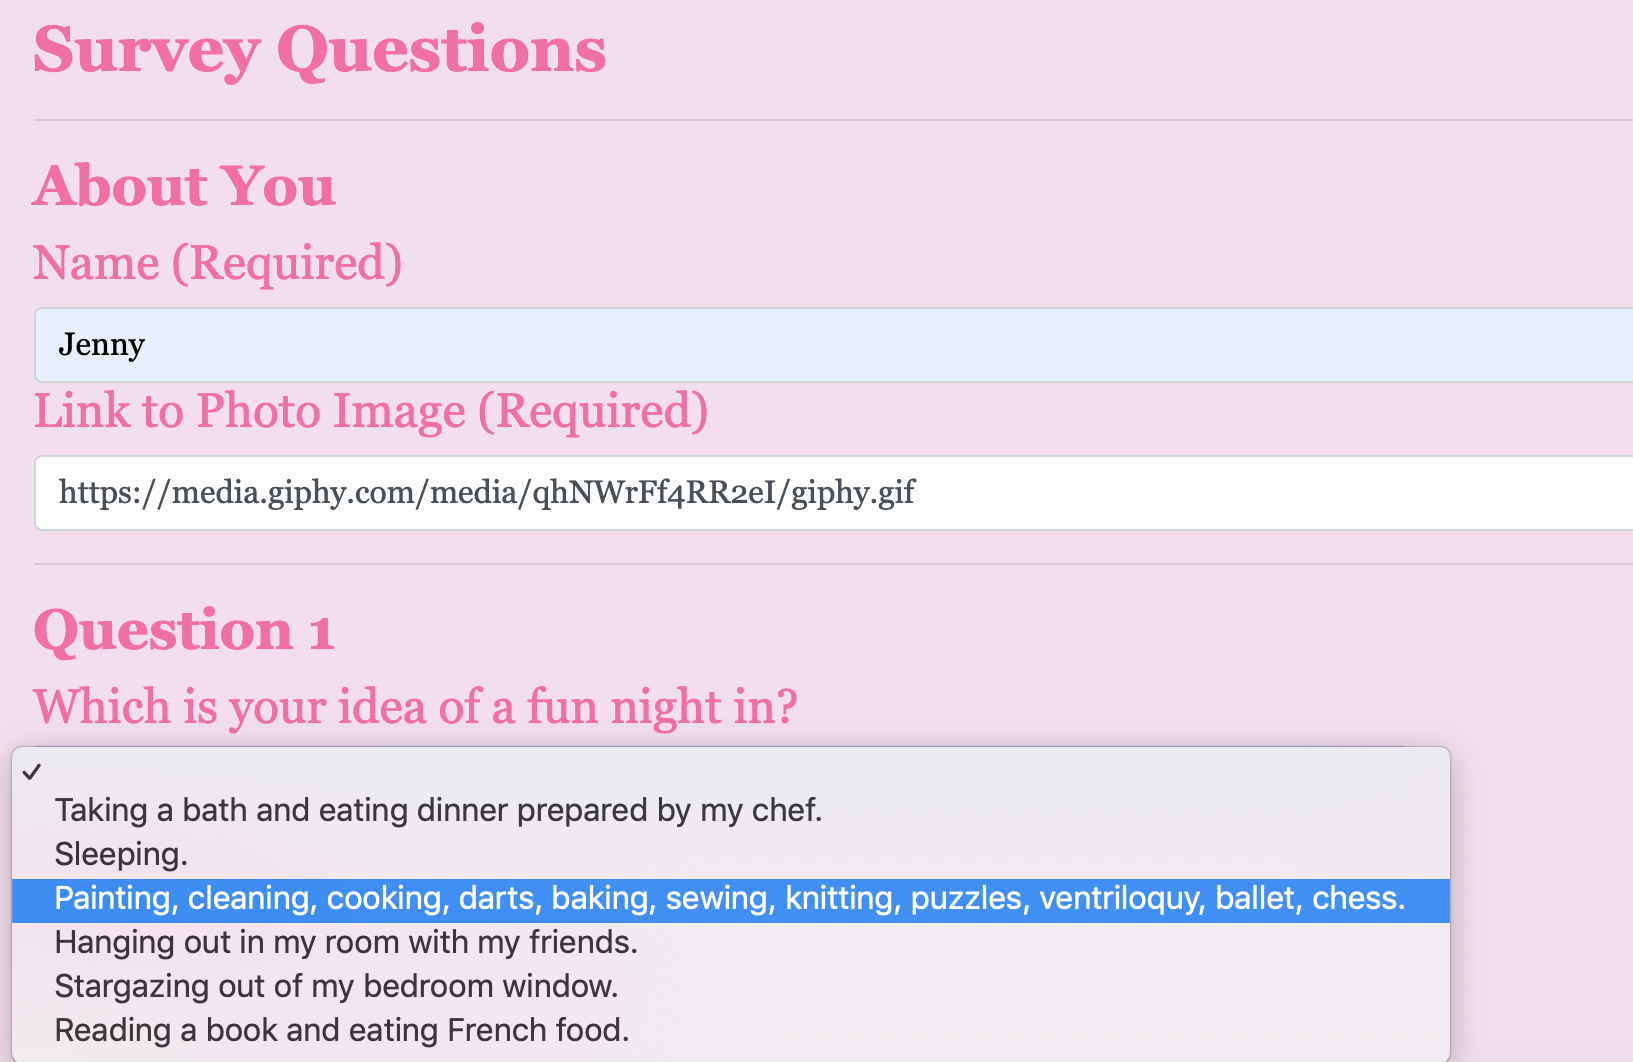 Survey Questions
About You
Name (Required)
Jenny
Link to Photo Image (Required)
https://media.giphy.com/media/qhNWrFf4RR2eI/giphy.gif
Question 1
Which is your idea of a fun night in?
Taking a bath and eating dinner prepared by my chef.
Sleeping.
Painting, cleaning, cooking, darts, baking, sewing, knitting, puzzles, ventriloquy, ballet, chess.
Hanging out in my room with my friends.
Stargazing out of my bedroom window.
Reading a book and eating French food.